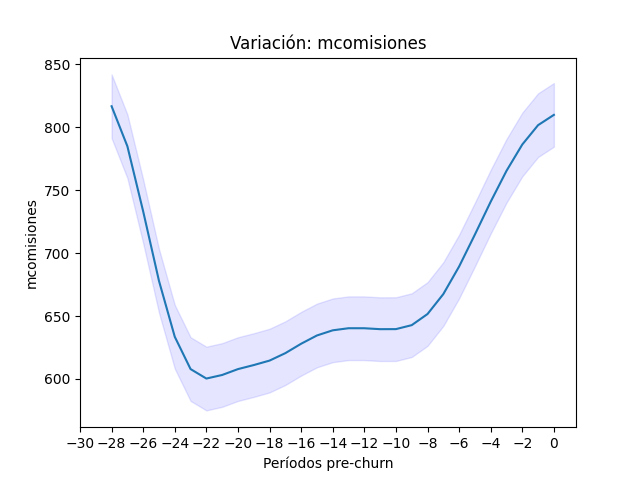 Variación: mcomisiones
850
800
750
700
650
600
mcomisiones
−30 −28 −26 −24 −22 −20 −18 −16 −14 −12 −10 −8 −6 −4 −2 0
Períodos pre-churn